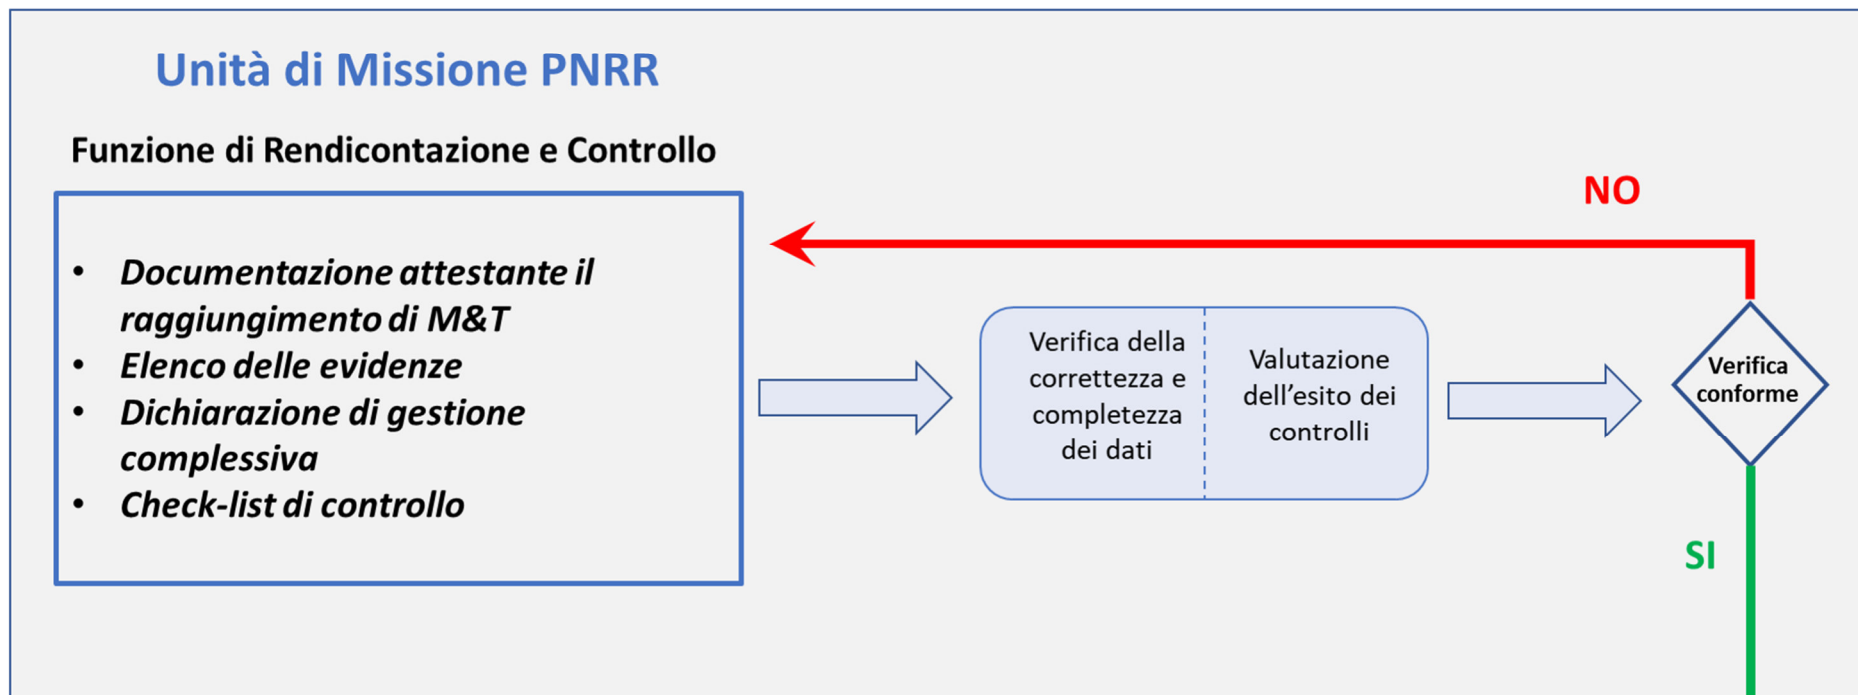 Unità di Missione PNRR
Funzione di Rendicontazione e Controllo
• Documentazione attestante il
raggiungimento di M&T
• Elenco delle evidenze
• Dichiarazione di gestione
complessiva
• Check-list di controllo
Verifica della
correttezza e
completezza
dei dati
Valutazione
dell’esito dei
controlli
NO
Verifica
conforme
SI